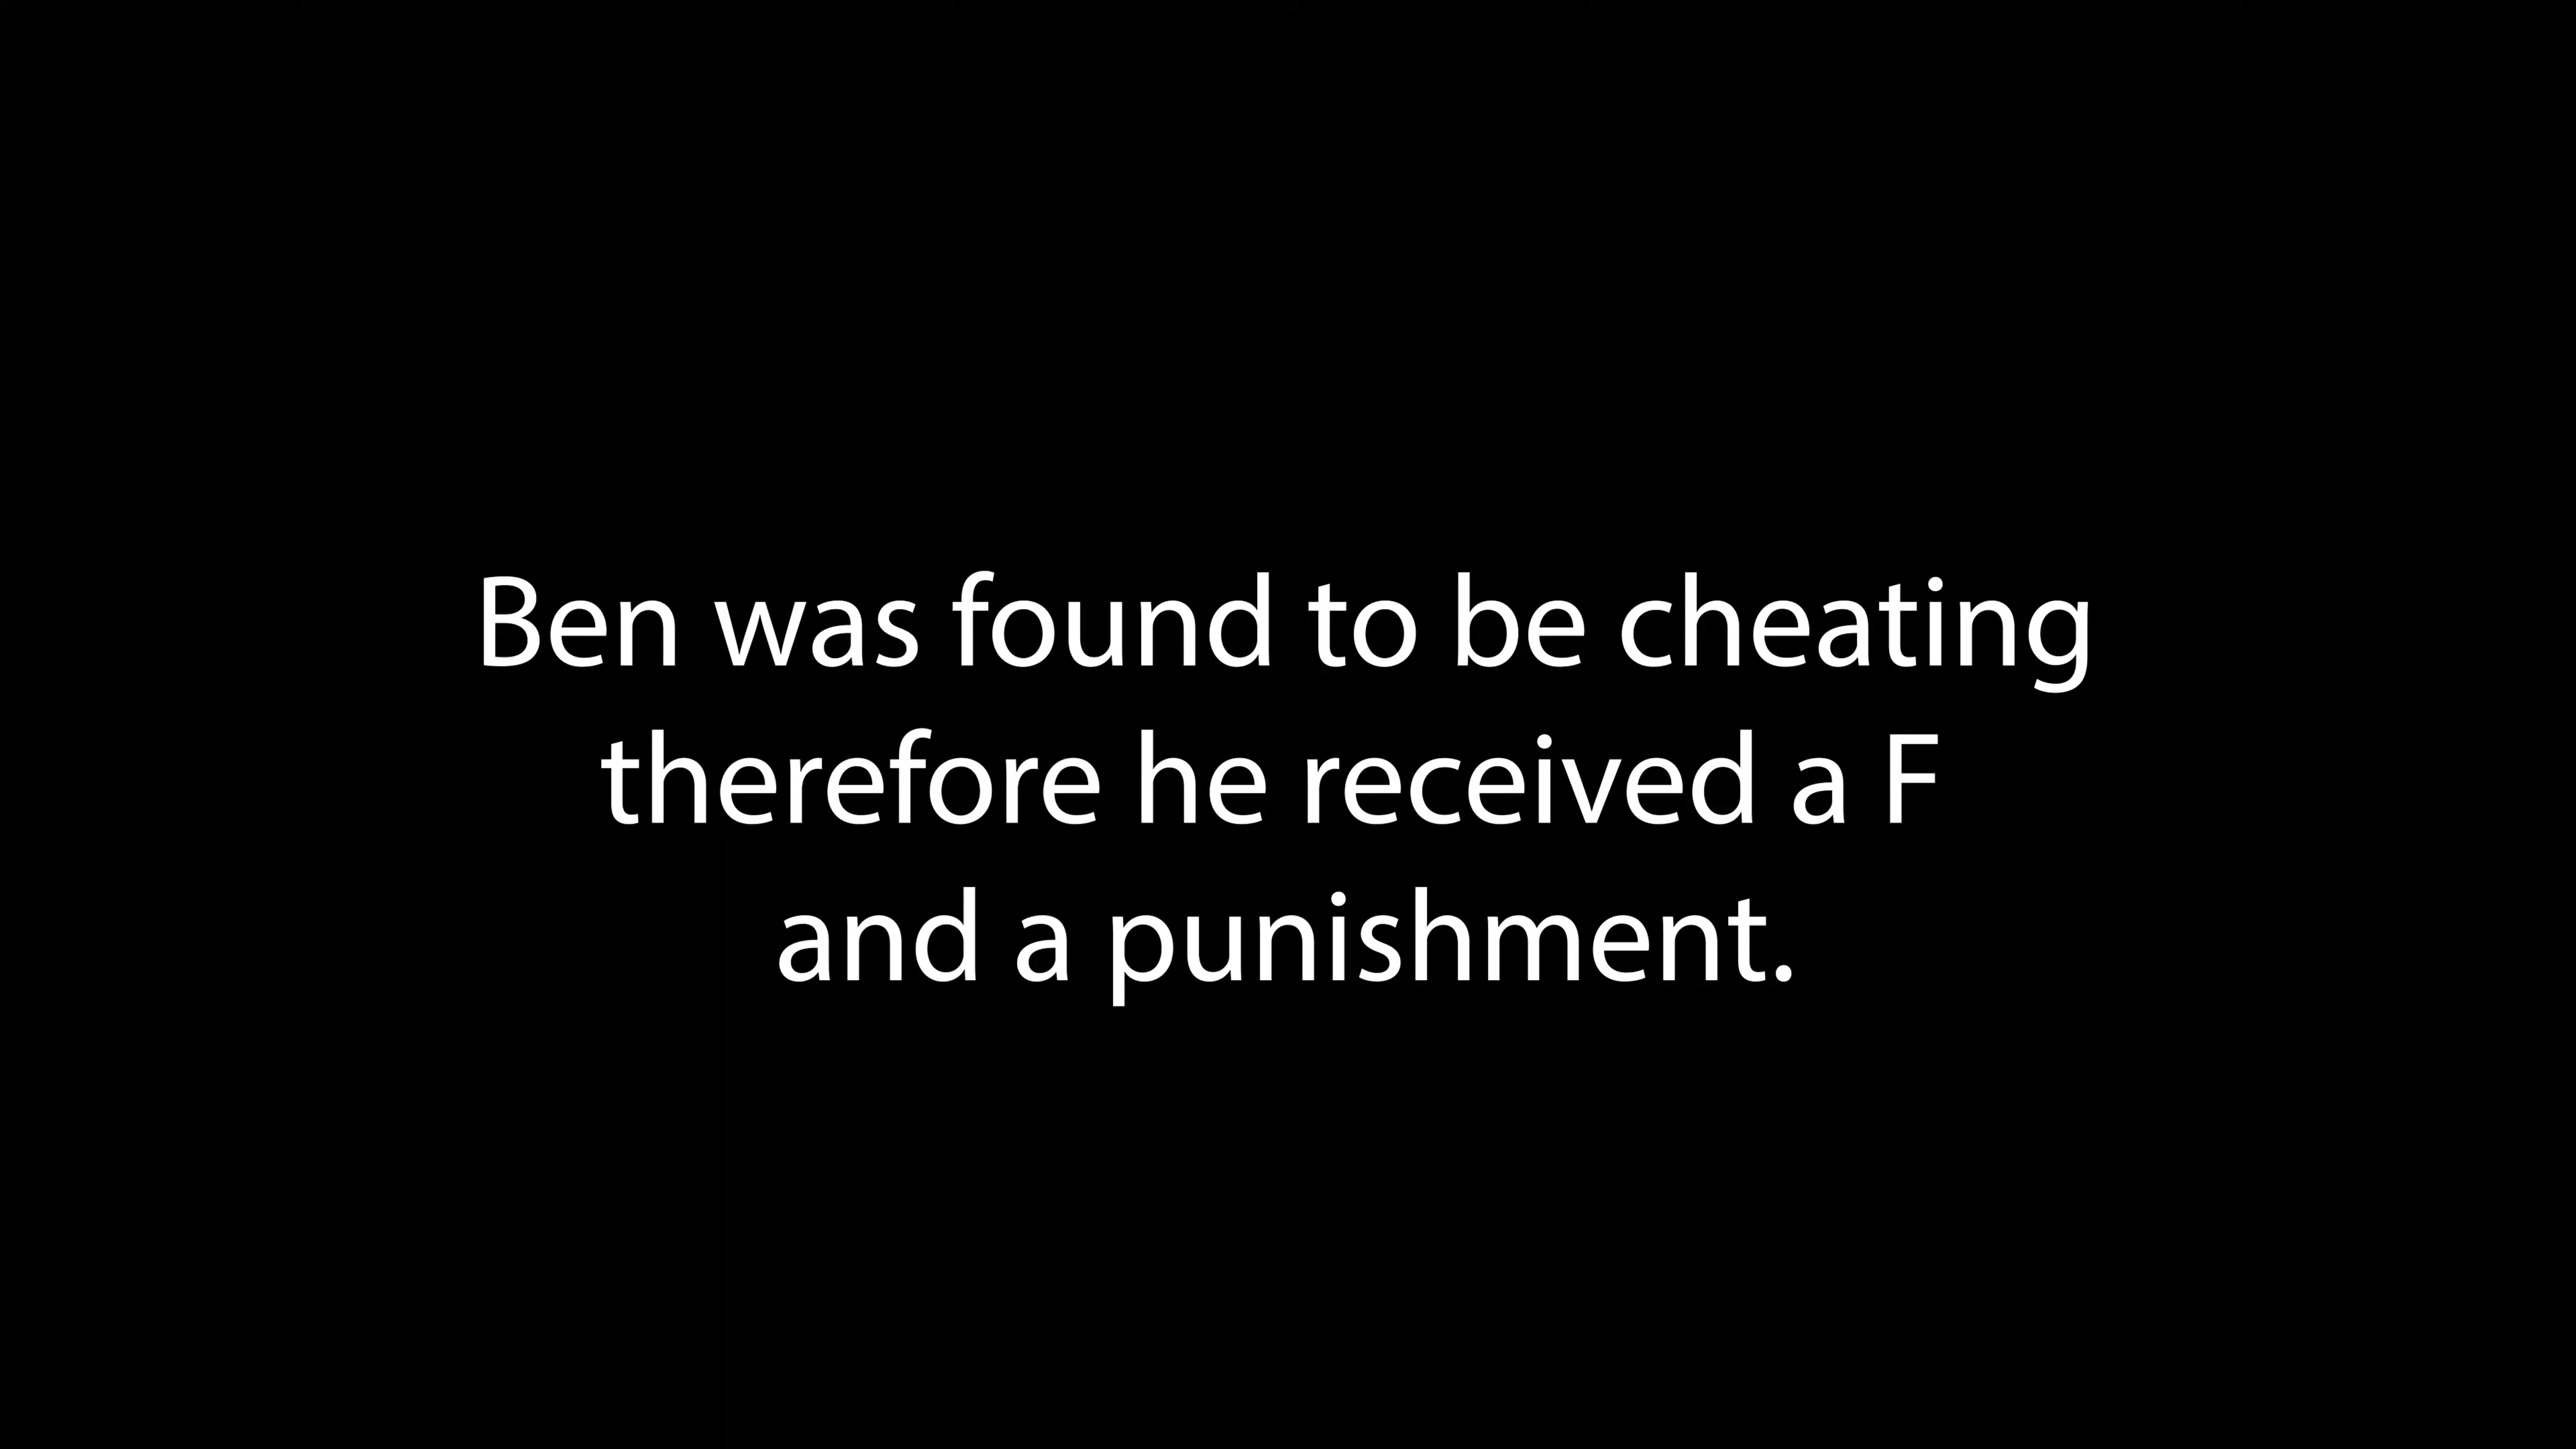 Ben was found to be cheating
therefore he received a F
and a punishment.